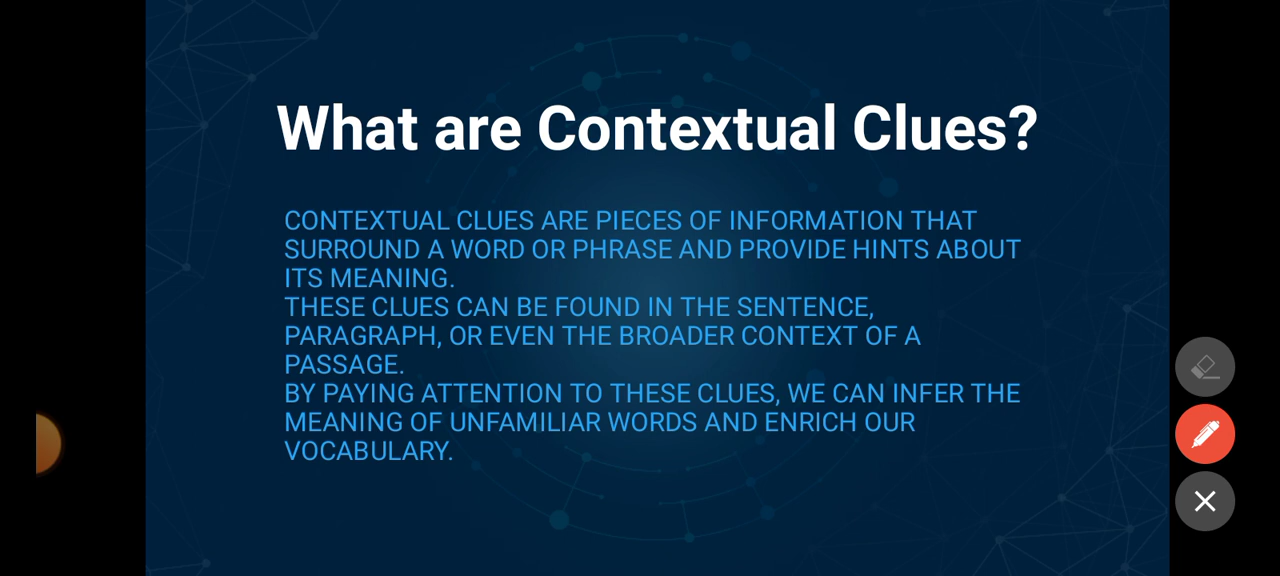 What are Contextual Clues?
CONTEXTUAL CLUES ARE PIECES OF INFORMATION THAT
SURROUND A WORD OR PHRASE AND PROVIDE HINTS ABOUT
ITS MEANING.
THESE CLUES CAN BE FOUND IN THE SENTENCE,
PARAGRAPH, OR EVEN THE BROADER CONTEXT OF A
PASSAGE.
BY PAYING ATTENTION TO THESE CLUES, WE CAN INFER THE
MEANING OF UNFAMILIAR WORDS AND ENRICH OUR
VOCABULARY.